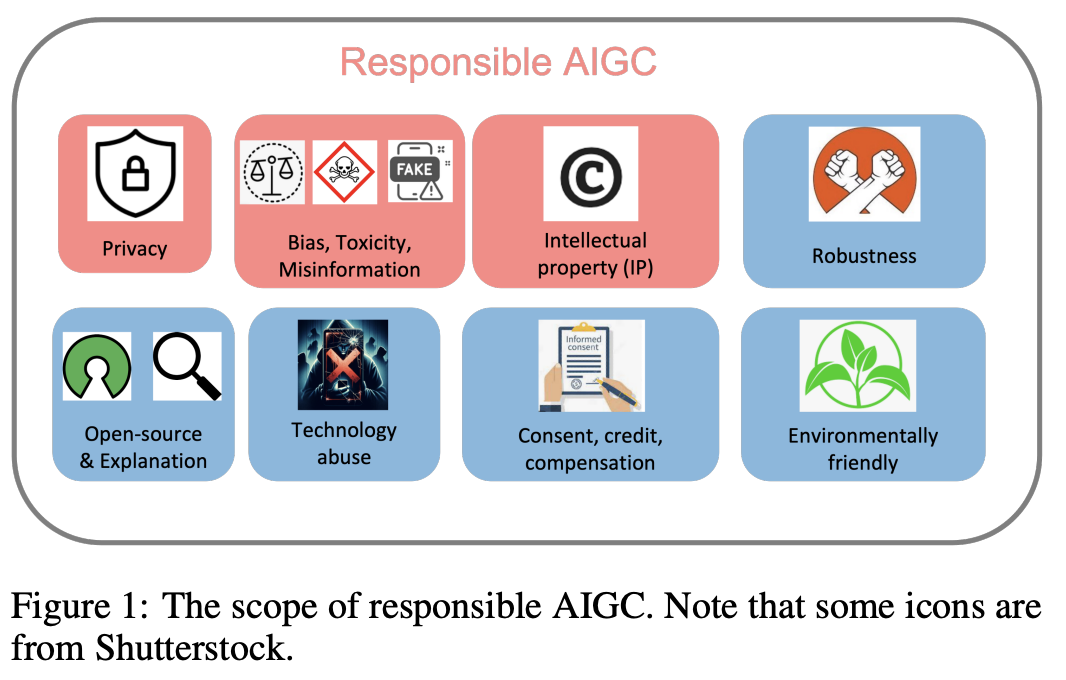 Responsible AIGC
FAKE
Privacy
Bias, Toxicity,
Misinformation
C
Intellectual
property (IP)
Robustness
Open-source
& Explanation
Technology
abuse
Informed
consent
Consent, credit,
compensation
Environmentally
friendly
Figure 1: The scope of responsible AIGC. Note that some icons are
from Shutterstock.